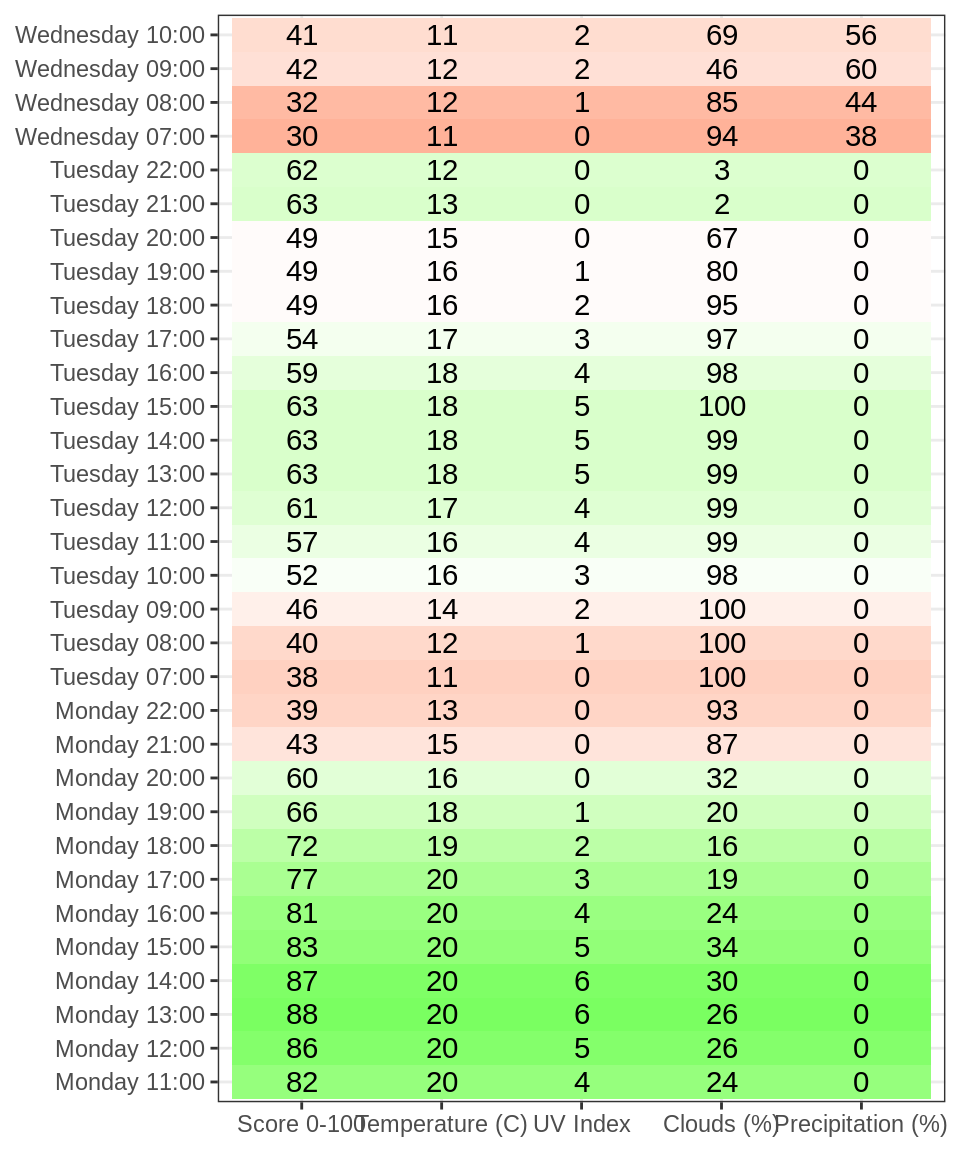 Wednesday 10:00 41 11 2 69 56
Wednesday 09:00 42 12 2 46 60
Wednesday 08:00 32 12 1 85 44
Wednesday 07:00 30 11 0 94 38
Tuesday 22:00 62 12 0 3 0
Tuesday 21:00 63 13 0 2 0
Tuesday 20:00 49 15 0 67 0
Tuesday 19:00 49 16 1 80 0
Tuesday 18:00 49 16 2 95 0
Tuesday 17:00 54 17 3 97 0
Tuesday 16:00 59 18 4 98 0
Tuesday 15:00 63 18 5 100 0
Tuesday 14:00 63 18 5 99 0
Tuesday 13:00 63 18 5 99 0
Tuesday 12:00 61 17 4 99 0
Tuesday 11:00 57 16 4 99 0
Tuesday 10:00 52 16 3 98 0
Tuesday 09:00 46 14 2 100 0
Tuesday 08:00 40 12 1 100 0
Tuesday 07:00 38 11 0 100 0
Monday 22:00 39 13 0 93 0
Monday 21:00 43 15 0 87 0
Monday 20:00 60 16 0 32 0
Monday 19:00 66 18 1 20 0
Monday 18:00 72 19 2 16 0
Monday 17:00 77 20 3 19 0
Monday 16:00 81 20 4 24 0
Monday 15:00 83 20 5 34 0
Monday 14:00 87 20 6 30 0
Monday 13:00 88 20 6 26 0
Monday 12:00 86 20 5 26 0
Monday 11:00 82 20 4 24 0
Score 0-100 Temperature (C) UV Index Clouds (%) Precipitation (%)